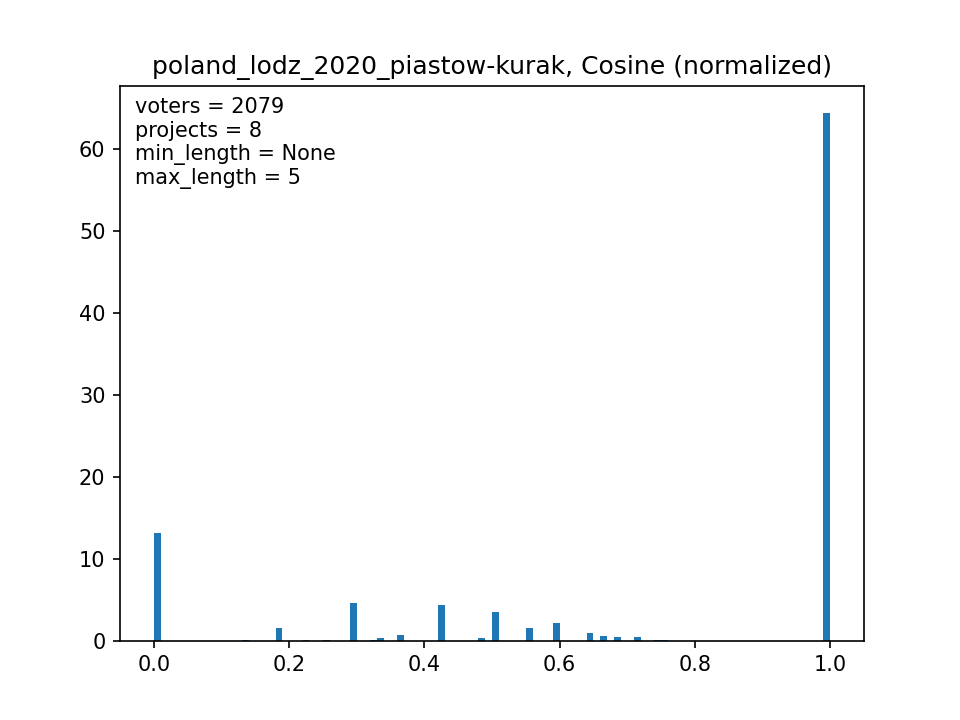 poland_lodz_2020_piastow-kurak, Cosine (normalized)
voters = 2079
projects = 8
min_length = None
max_length = 5
60
50
40
30
20
10
0
0.0 0.2 0.4 0.6 0.8 1.0